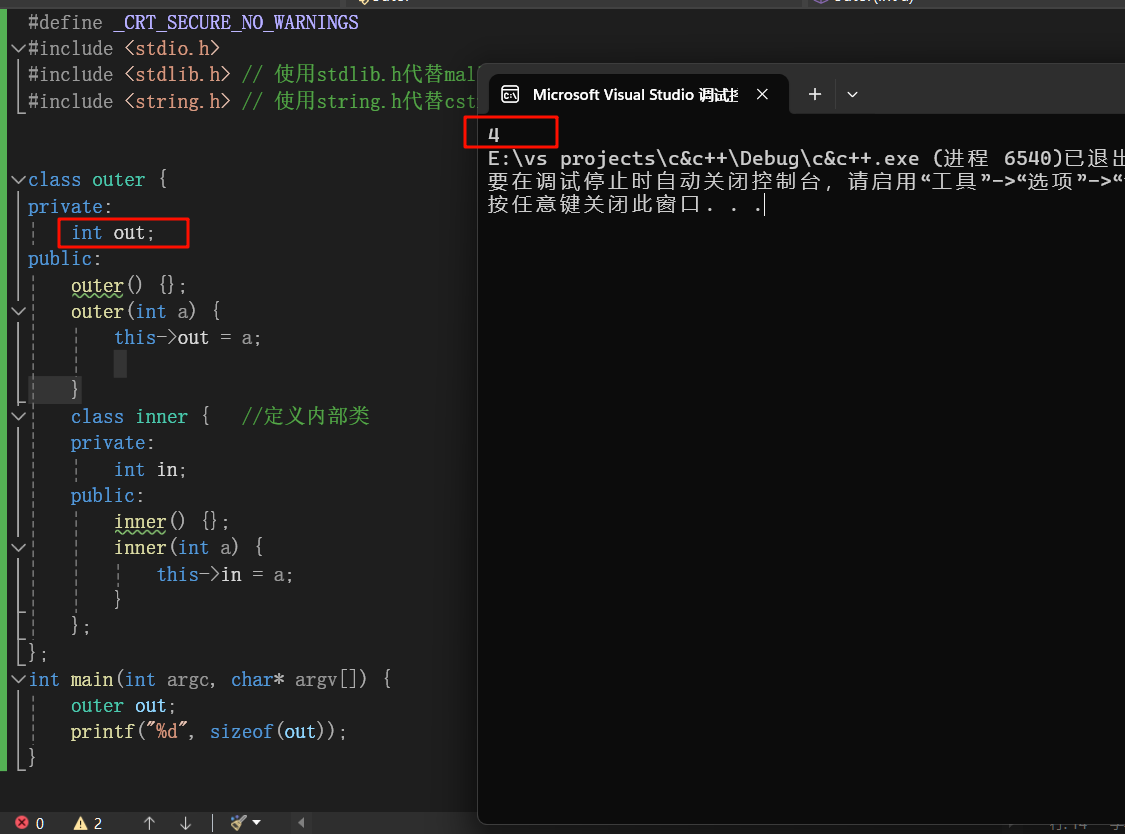 #define _CRT_SECURE_NO_WARNINGS
#include <stdio.h>
#include <stdlib.h> // 使用stdlib.h代替mal
#include <string.h> // 使用string.h代替cst
class outer {
private:
int out;
public:
outer() {};
outer(int a) {
this->out = a;
}
class inner { //定义内部类
private:
int in;
public:
inner() {};
inner(int a) {
this->in = a;
}
};
};
int main(int argc, char* argv[]) {
outer out;
printf("%d", sizeof(out));
}
0 2
Microsoft Visual Studio 调试
4
E:\vs projects\c&c++\Debug\c&c++.exe (进程 6540)已退出
要在调试停止时自动关闭控制台，请启用“工具”->“选项”->“
按任意键关闭此窗口. . .